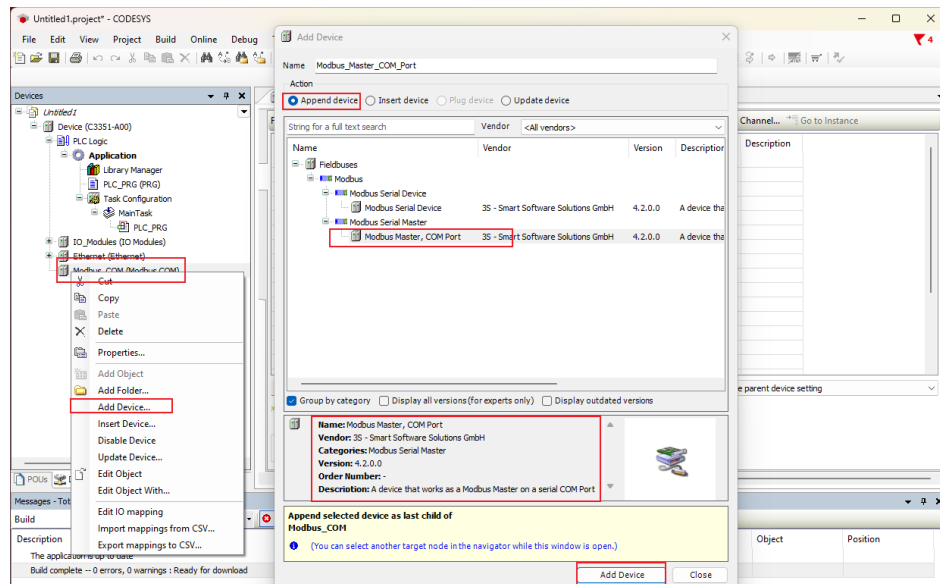 Untitled1.project* - CODESYS
File Edit View Project Build Online Debug
4
Devices
Untitled1
Device (C3351-A00)
PLC Logic
Application
Library Manager
PLC_PRG (PRG)
Task Configuration
MainTask
PLC_PRG
IO_Modules (IO Modules)
Ethernet (Ethernet)
Modbus_COM (Modbus COM)
Cut
Copy
Paste
Delete
Properties...
Add Object
Add Folder...
Add Device...
Insert Device...
Disable Device
Update Device...
Edit Object
Edit Object With...
Edit IO mapping
Import mappings from CSV...
Export mappings to CSV...
POUs
Messages - Tot
Build
Description
The application is up to date
Build complete -- 0 errors, 0 warnings : Ready for download
Add Device
Name Modbus_Master_COM_Port
Action
Append device Insert device Plug device Update device
String for a full text search Vendor <All vendors>
Name Vendor Version Description
Fieldbuses
Modbus
Modbus Serial Device
Modbus Serial Device 3S - Smart Software Solutions GmbH 4.2.0.0 A device tha
Modbus Serial Master
Modbus Master, COM Port 3S - Smart Software Solutions GmbH 4.2.0.0 A device tha
Group by category Display all versions (for experts only) Display outdated versions
Name: Modbus Master, COM Port
Vendor: 3S - Smart Software Solutions GmbH
Categories: Modbus Serial Master
Version: 4.2.0.0
Order Number: -
Description: A device that works as a Modbus Master on a serial COM Port
Append selected device as last child of
Modbus_COM
(You can select another target node in the navigator while this window is open.)
Add Device Close
Channel... Go to Instance
Description
e parent device setting
Object Position